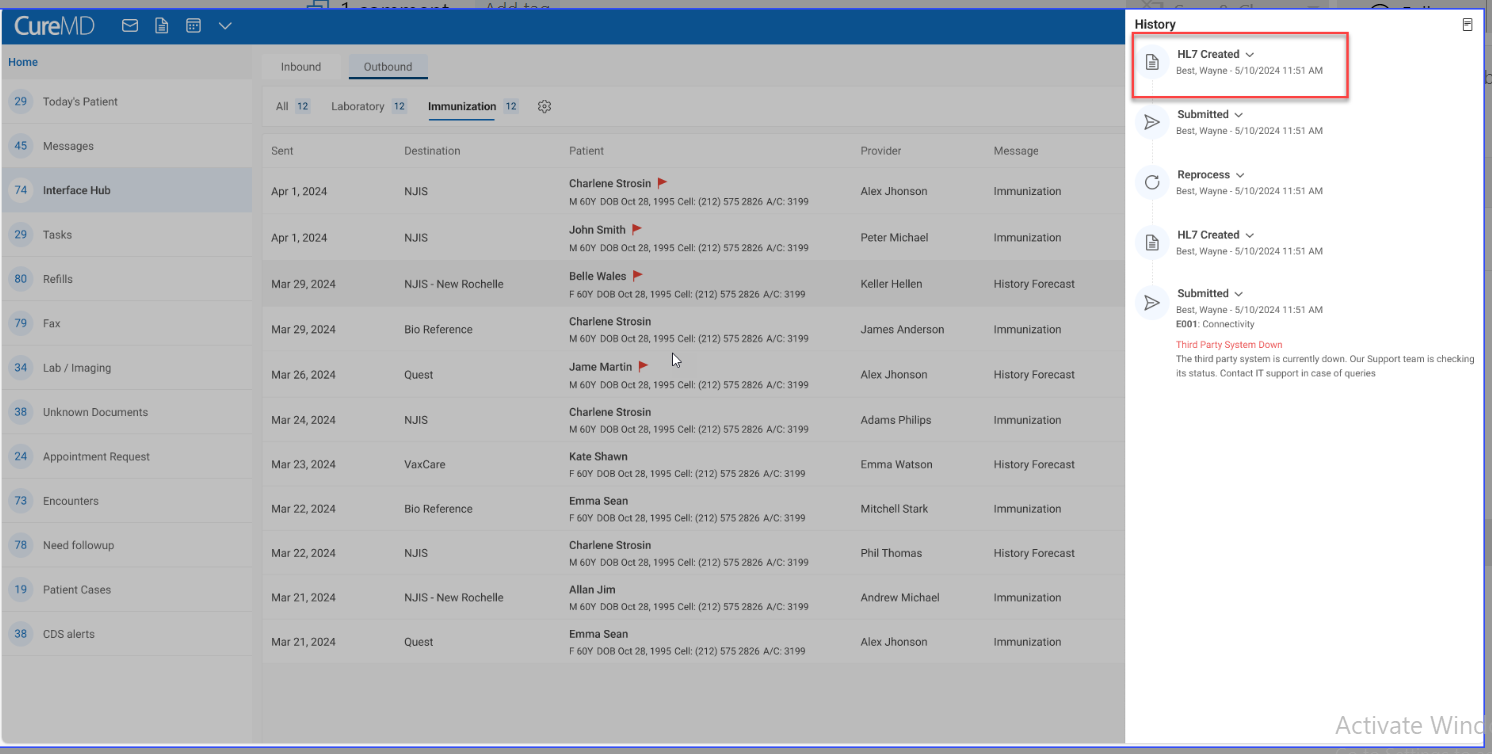 1 comment
Add tag
CureMD
Home
29 Today's Patient
45 Messages
74 Interface Hub
29 Tasks
80 Refills
79 Fax
34 Lab / Imaging
38 Unknown Documents
24 Appointment Request
73 Encounters
78 Need followup
19 Patient Cases
38 CDS alerts
Inbound Outbound
All 12 Laboratory 12 Immunization 12
Sent Destination Patient Provider Message
Apr 1, 2024 NJIS Charlene Strosin Alex Jhonson Immunization
M 60Y DOB Oct 28, 1995 Cell: (212) 575 2826 A/C: 3199
Apr 1, 2024 NJIS John Smith Peter Michael Immunization
M 60Y DOB Oct 28, 1995 Cell: (212) 575 2826 A/C: 3199
Mar 29, 2024 NJIS - New Rochelle Belle Wales Keller Hellen History Forecast
F 60Y DOB Oct 28, 1995 Cell: (212) 575 2826 A/C: 3199
Mar 29, 2024 Bio Reference Charlene Strosin James Anderson Immunization
M 60Y DOB Oct 28, 1995 Cell: (212) 575 2826 A/C: 3199
Mar 26, 2024 Quest Jame Martin Alex Jhonson History Forecast
M 60Y DOB Oct 28, 1995 Cell: (212) 575 2826 A/C: 3199
Mar 24, 2024 NJIS Charlene Strosin Adams Philips Immunization
M 60Y DOB Oct 28, 1995 Cell: (212) 575 2826 A/C: 3199
Mar 23, 2024 VaxCare Kate Shawn Emma Watson History Forecast
F 60Y DOB Oct 28, 1995 Cell: (212) 575 2826 A/C: 3199
Mar 22, 2024 Bio Reference Emma Sean Mitchell Stark Immunization
F 60Y DOB Oct 28, 1995 Cell: (212) 575 2826 A/C: 3199
Mar 22, 2024 NJIS Charlene Strosin Phil Thomas History Forecast
M 60Y DOB Oct 28, 1995 Cell: (212) 575 2826 A/C: 3199
Mar 21, 2024 NJIS - New Rochelle Allan Jim Andrew Michael Immunization
M 60Y DOB Oct 28, 1995 Cell: (212) 575 2826 A/C: 3199
Mar 21, 2024 Quest Emma Sean Alex Jhonson Immunization
F 60Y DOB Oct 28, 1995 Cell: (212) 575 2826 A/C: 3199
History
HL7 Created
Best, Wayne - 5/10/2024 11:51 AM
Submitted
Best, Wayne - 5/10/2024 11:51 AM
Reprocess
Best, Wayne - 5/10/2024 11:51 AM
HL7 Created
Best, Wayne - 5/10/2024 11:51 AM
Submitted
Best, Wayne - 5/10/2024 11:51 AM
E001: Connectivity
Third Party System Down
The third party system is currently down. Our Support team is checking
its status. Contact IT support in case of queries
Activate Wind